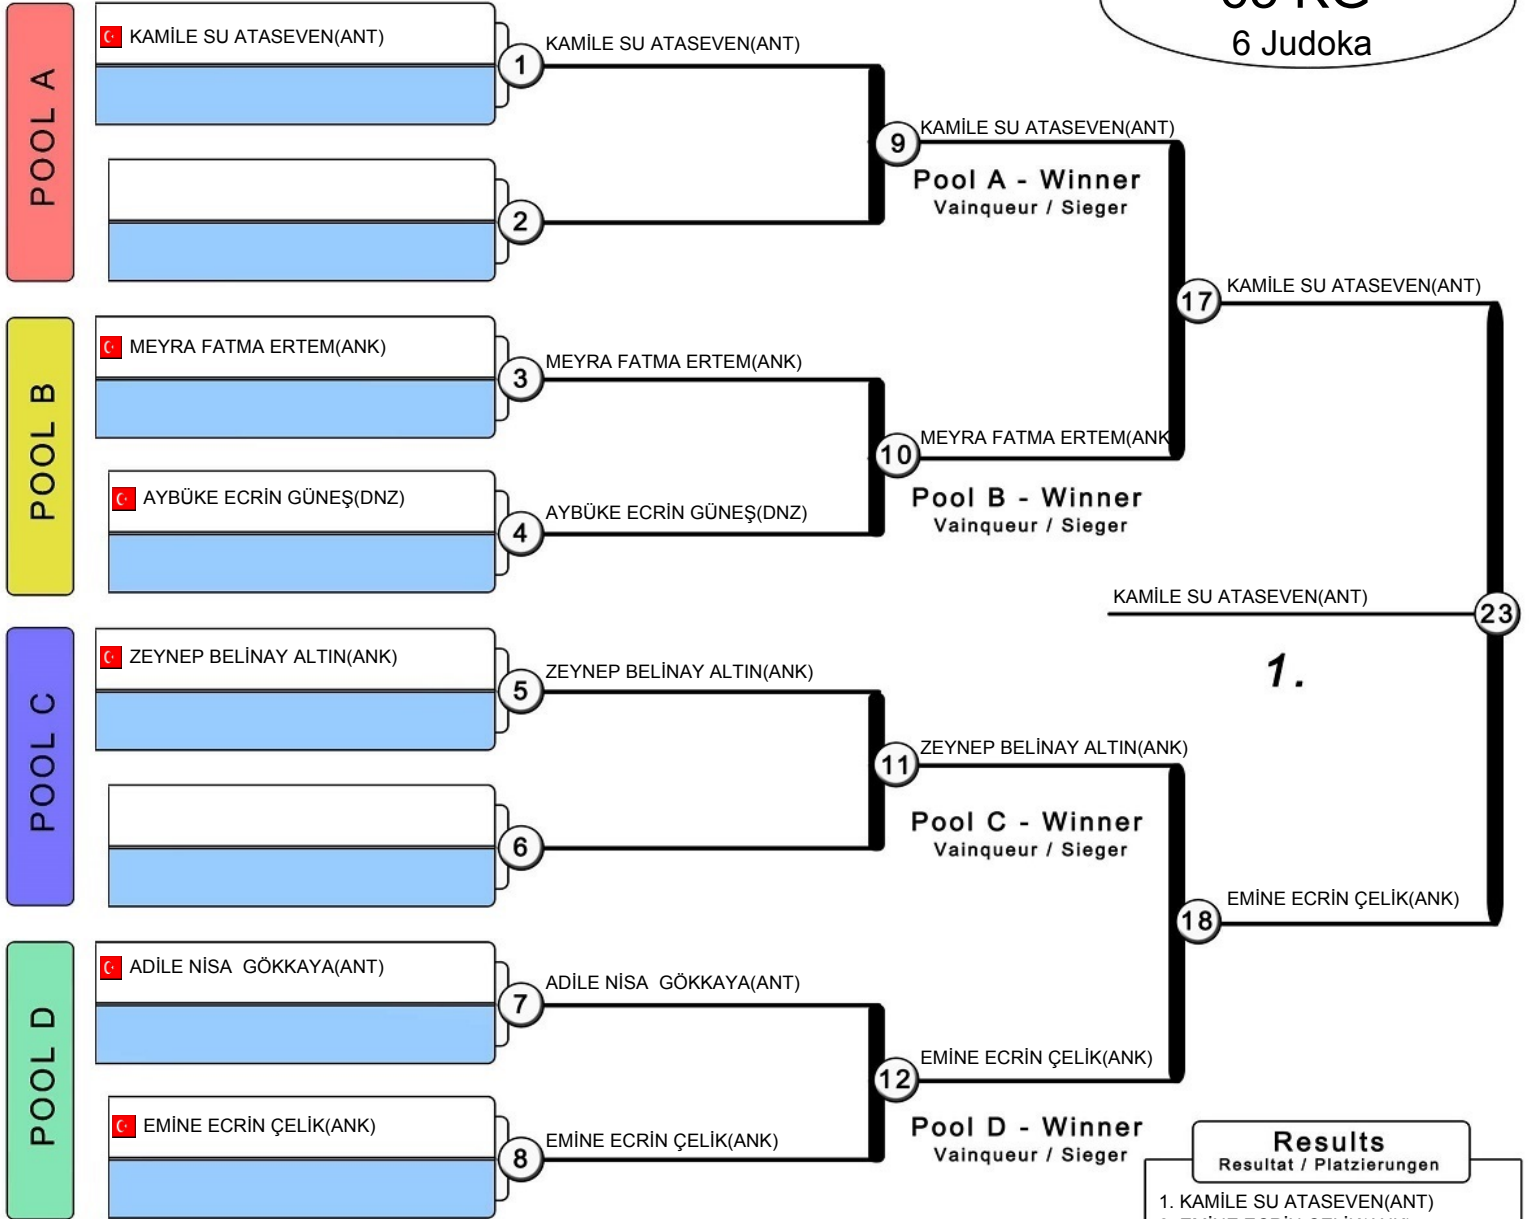 KG
6 Judoka
POOL A
KAMİLE SU ATASEVEN(ANT)
1
KAMİLE SU ATASEVEN(ANT)
2
9
KAMİLE SU ATASEVEN(ANT)
Pool A - Winner
Vainqueur / Sieger
17
KAMİLE SU ATASEVEN(ANT)
POOL B
MEYRA FATMA ERTEM(ANK)
3
MEYRA FATMA ERTEM(ANK)
AYBÜKE ECRİN GÜNEŞ(DNZ)
4
AYBÜKE ECRİN GÜNEŞ(DNZ)
10
MEYRA FATMA ERTEM(ANK
Pool B - Winner
Vainqueur / Sieger
KAMİLE SU ATASEVEN(ANT)
23
1.
POOL C
ZEYNEP BELİNAY ALTIN(ANK)
5
ZEYNEP BELİNAY ALTIN(ANK)
6
11
ZEYNEP BELİNAY ALTIN(ANK)
Pool C - Winner
Vainqueur / Sieger
18
EMİNE ECRİN ÇELİK(ANK)
POOL D
ADİLE NİSA  GÖKKAYA(ANT)
7
ADİLE NİSA  GÖKKAYA(ANT)
EMİNE ECRİN ÇELİK(ANK)
8
EMİNE ECRİN ÇELİK(ANK)
12
EMİNE ECRİN ÇELİK(ANK)
Pool D - Winner
Vainqueur / Sieger
Results
Resultat / Platzierungen
1. KAMİLE SU ATASEVEN(ANT)